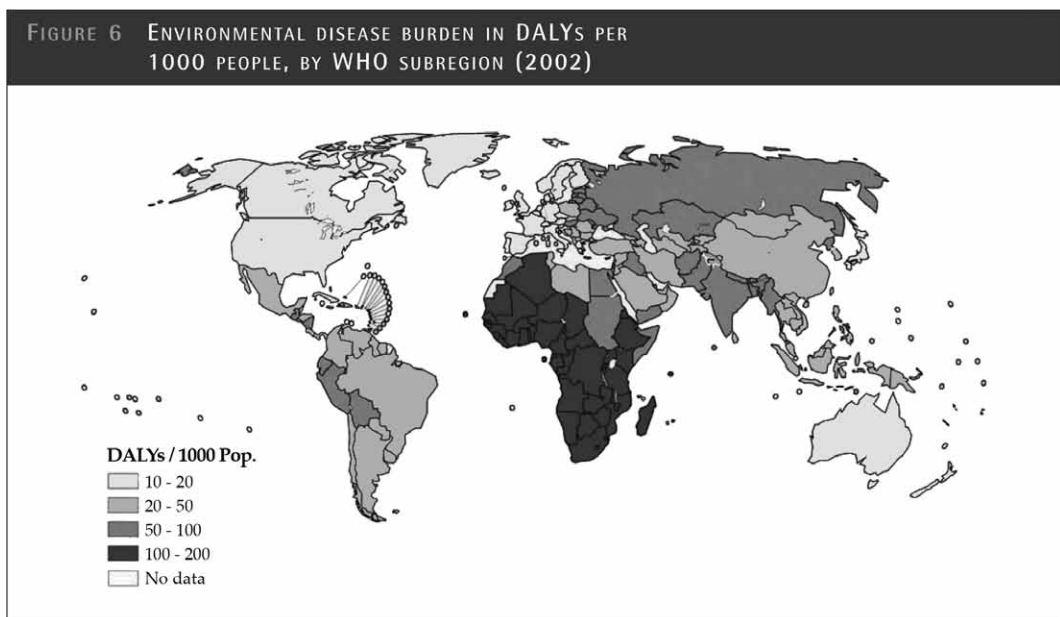 FIGURE 6 ENVIRONMENTAL DISEASE BURDEN IN DALYS PER
1000 PEOPLE, BY WHO SUBREGION (2002)
DALYs / 1000 Pop.
10 - 20
20 - 50
50 - 100
100 - 200
No data